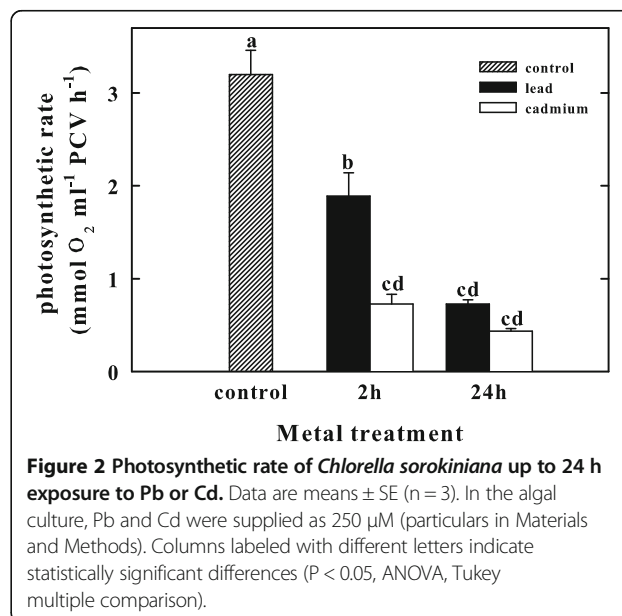 a
3
control
lead
cadmium
photosynthetic rate
(mmol O₂ ml⁻¹ PCV h⁻¹)
b
2
1
cd
cd
cd
0
control 2h 24h
Metal treatment
Figure 2 Photosynthetic rate of Chlorella sorokiniana up to 24 h
exposure to Pb or Cd. Data are means ± SE (n = 3). In the algal
culture, Pb and Cd were supplied as 250 μM (particulars in Materials
and Methods). Columns labeled with different letters indicate
statistically significant differences (P < 0.05, ANOVA, Tukey
multiple comparison).